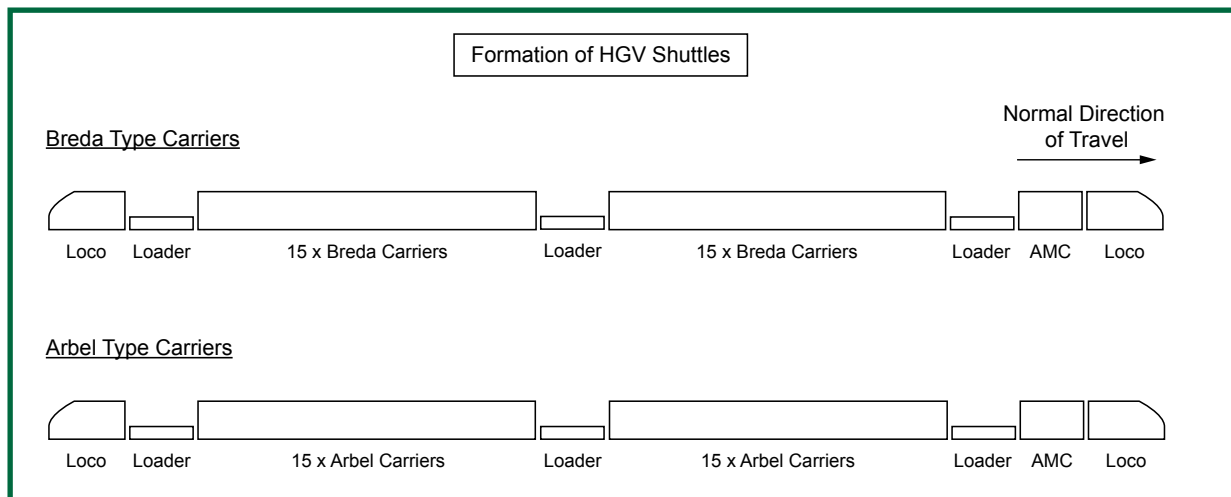 Formation of HGV Shuttles
Normal Direction
of Travel
Breda Type Carriers
Loco Loader 15 x Breda Carriers Loader 15 x Breda Carriers Loader AMC Loco
Arbel Type Carriers
Loco Loader 15 x Arbel Carriers Loader 15 x Arbel Carriers Loader AMC Loco